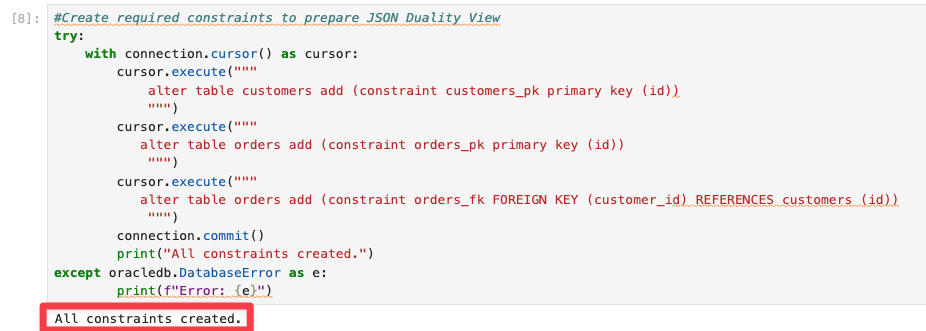 [8]: #Create required constraints to prepare JSON Duality View
try:
    with connection.cursor() as cursor:
        cursor.execute("""
            alter table customers add (constraint customers_pk primary key (id))
            """)
        cursor.execute("""
           alter table orders add (constraint orders_pk primary key (id))
            """)
        cursor.execute("""
           alter table orders add (constraint orders_fk FOREIGN KEY (customer_id) REFERENCES customers (id))
            """)
        connection.commit()
        print("All constraints created.")
except oracledb.DatabaseError as e:
        print(f"Error: {e}")
All constraints created.